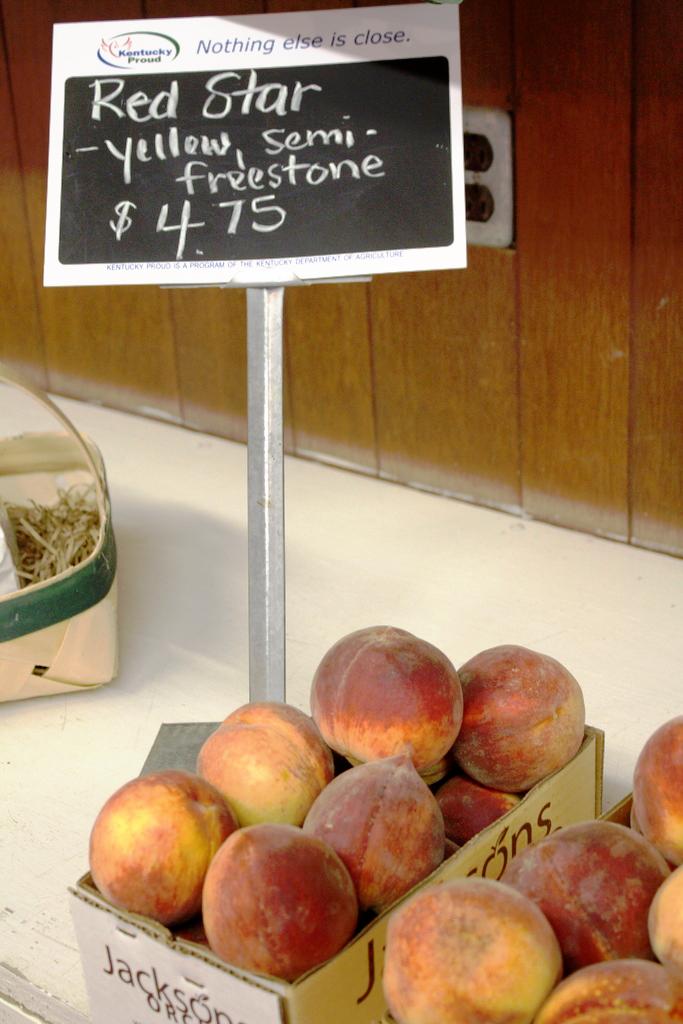 Kentucky Proud
Nothing else is close.
Red Star
- yellow, semi-
freestone
$ 4.75
KENTUCKY PROUD IS A PROGRAM OF THE KENTUCKY DEPARTMENT OF AGRICULTURE
Jacksons